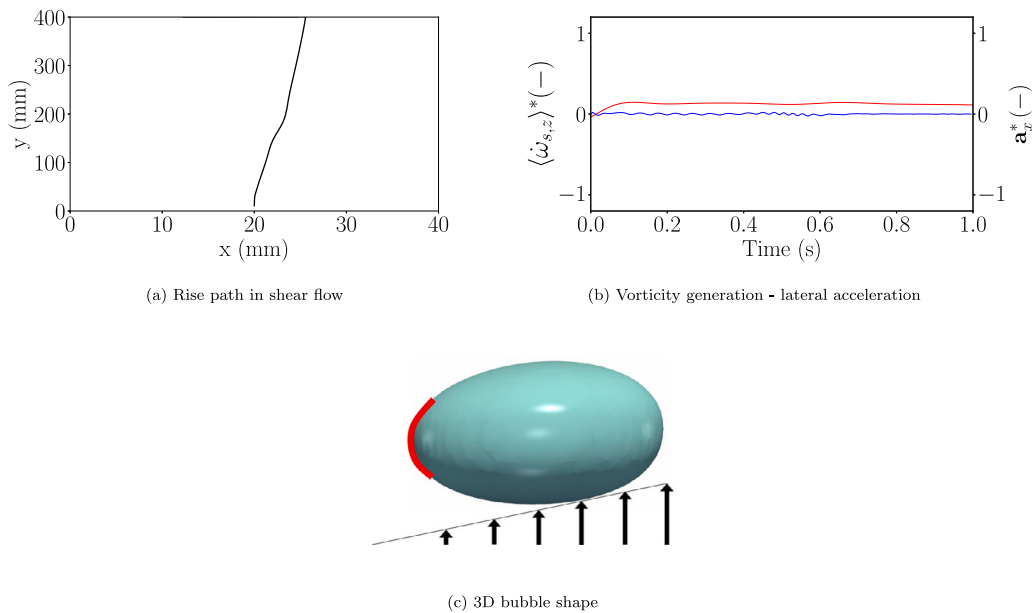 400
300
200
100
0
y (mm)
0 10 20 30 40
x (mm)
(a) Rise path in shear flow
1
0
−1
⟨ω̇s,z⟩*(−)
1
0
−1
a*x(−)
0.0 0.2 0.4 0.6 0.8 1.0
Time (s)
(b) Vorticity generation - lateral acceleration
(c) 3D bubble shape